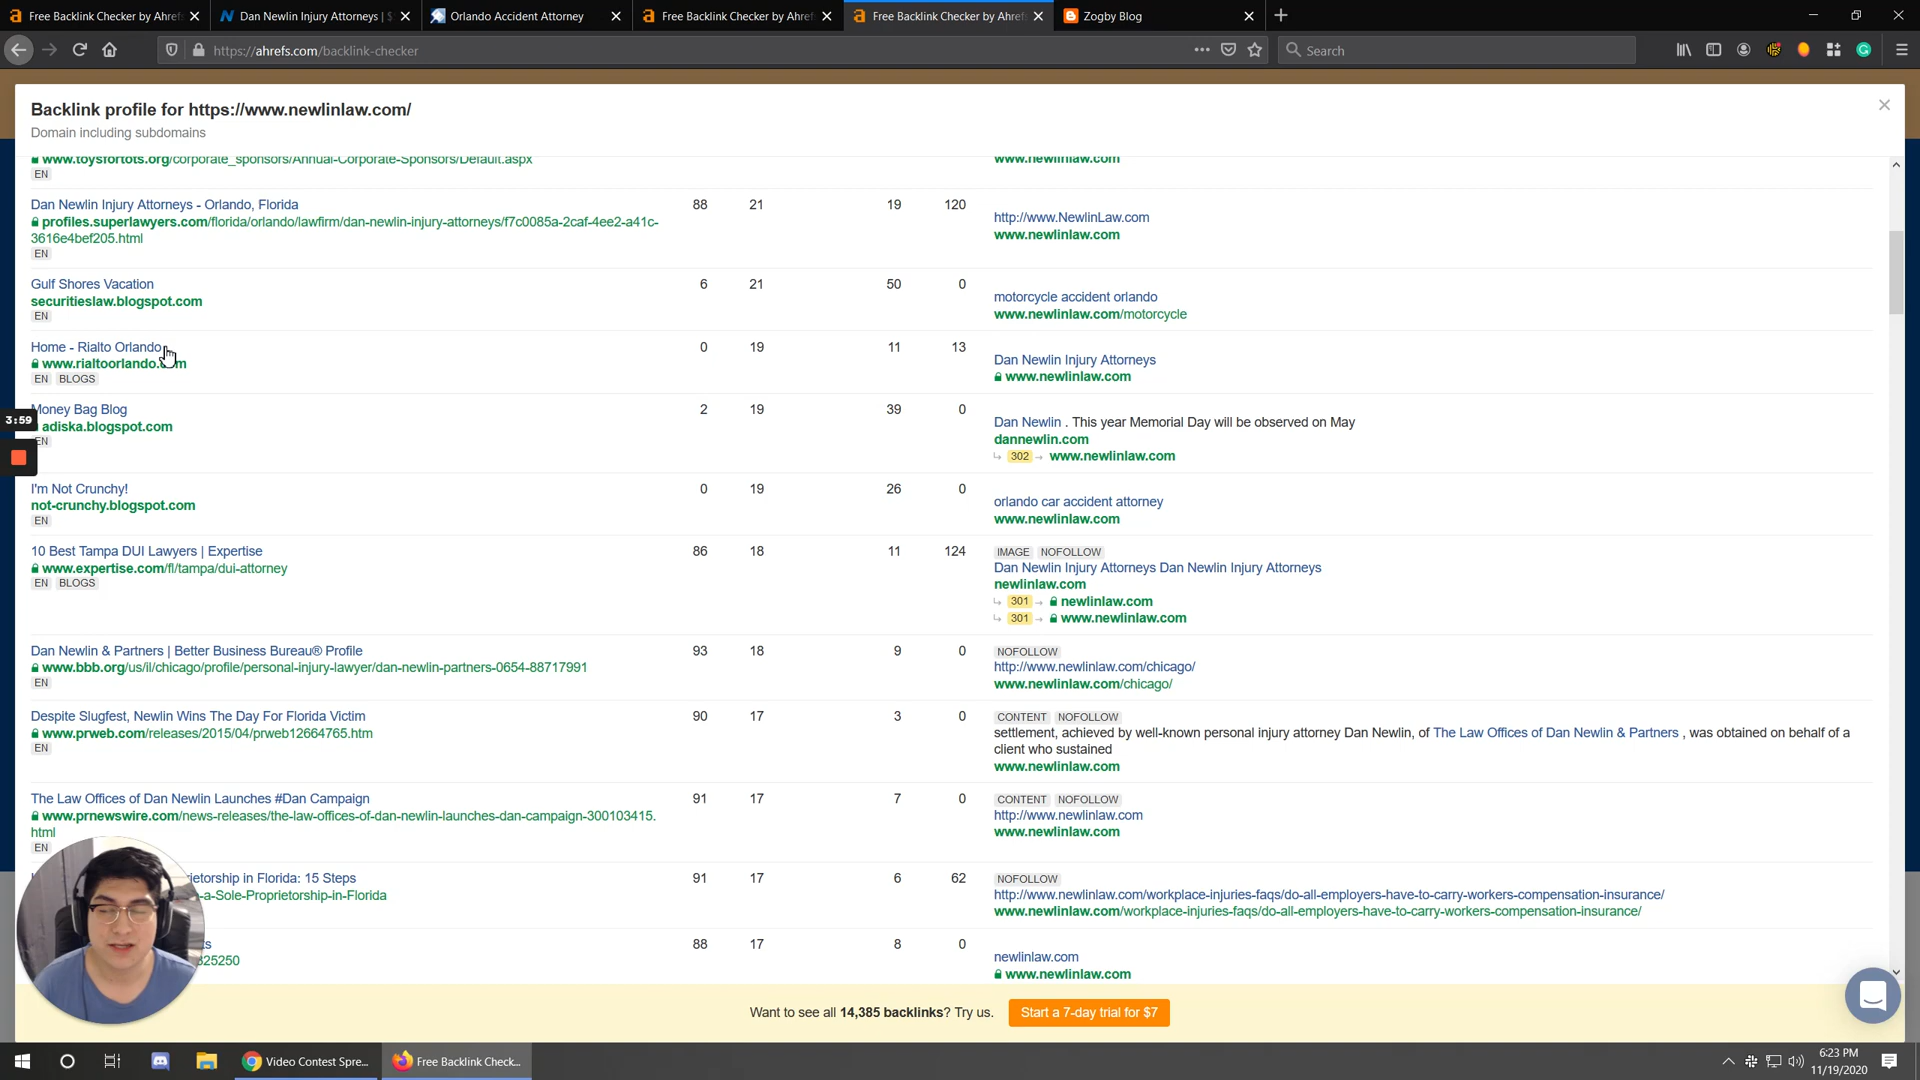 Free Backlink Checker by Ahref
Dan Newlin Injury Attorneys | $
Orlando Accident Attorney
Free Backlink Checker by Ahref
Free Backlink Checker by Ahref
Zogby Blog
https://ahrefs.com/backlink-checker
Search
Backlink profile for https://www.newlinlaw.com/
Domain including subdomains
www.toysfortots.org/corporate_sponsors/Annual-Corporate-Sponsors/Default.aspx
www.newlinlaw.com
EN
Dan Newlin Injury Attorneys - Orlando, Florida 88 21 19 120
profiles.superlawyers.com/florida/orlando/lawfirm/dan-newlin-injury-attorneys/f7c0085a-2caf-4ee2-a41c-
3616e4bef205.html
EN
http://www.NewlinLaw.com
www.newlinlaw.com
Gulf Shores Vacation 6 21 50 0
securitieslaw.blogspot.com
EN
motorcycle accident orlando
www.newlinlaw.com/motorcycle
Home - Rialto Orlando 0 19 11 13
www.rialtoorlando. m
EN BLOGS
Dan Newlin Injury Attorneys
www.newlinlaw.com
Money Bag Blog 2 19 39 0
adiska.blogspot.com
EN
Dan Newlin . This year Memorial Day will be observed on May
dannewlin.com
302 www.newlinlaw.com
3:59
I'm Not Crunchy! 0 19 26 0
not-crunchy.blogspot.com
EN
orlando car accident attorney
www.newlinlaw.com
10 Best Tampa DUI Lawyers | Expertise 86 18 11 124
www.expertise.com/fl/tampa/dui-attorney
EN BLOGS
IMAGE NOFOLLOW
Dan Newlin Injury Attorneys Dan Newlin Injury Attorneys
newlinlaw.com
301 newlinlaw.com
301 www.newlinlaw.com
Dan Newlin & Partners | Better Business Bureau® Profile 93 18 9 0
www.bbb.org/us/il/chicago/profile/personal-injury-lawyer/dan-newlin-partners-0654-88717991
EN
NOFOLLOW
http://www.newlinlaw.com/chicago/
www.newlinlaw.com/chicago/
Despite Slugfest, Newlin Wins The Day For Florida Victim 90 17 3 0
www.prweb.com/releases/2015/04/prweb12664765.htm
EN
CONTENT NOFOLLOW
settlement, achieved by well-known personal injury attorney Dan Newlin, of The Law Offices of Dan Newlin & Partners , was obtained on behalf of a
client who sustained
www.newlinlaw.com
The Law Offices of Dan Newlin Launches #Dan Campaign 91 17 7 0
www.prnewswire.com/news-releases/the-law-offices-of-dan-newlin-launches-dan-campaign-300103415.
html
EN
CONTENT NOFOLLOW
http://www.newlinlaw.com
www.newlinlaw.com
rietorship in Florida: 15 Steps 91 17 6 62
-a-Sole-Proprietorship-in-Florida
NOFOLLOW
http://www.newlinlaw.com/workplace-injuries-faqs/do-all-employers-have-to-carry-workers-compensation-insurance/
www.newlinlaw.com/workplace-injuries-faqs/do-all-employers-have-to-carry-workers-compensation-insurance/
ts 88 17 8 0
325250
newlinlaw.com
www.newlinlaw.com
Want to see all 14,385 backlinks? Try us.
Start a 7-day trial for $7
Video Contest Spre...
Free Backlink Check...
6:23 PM
11/19/2020